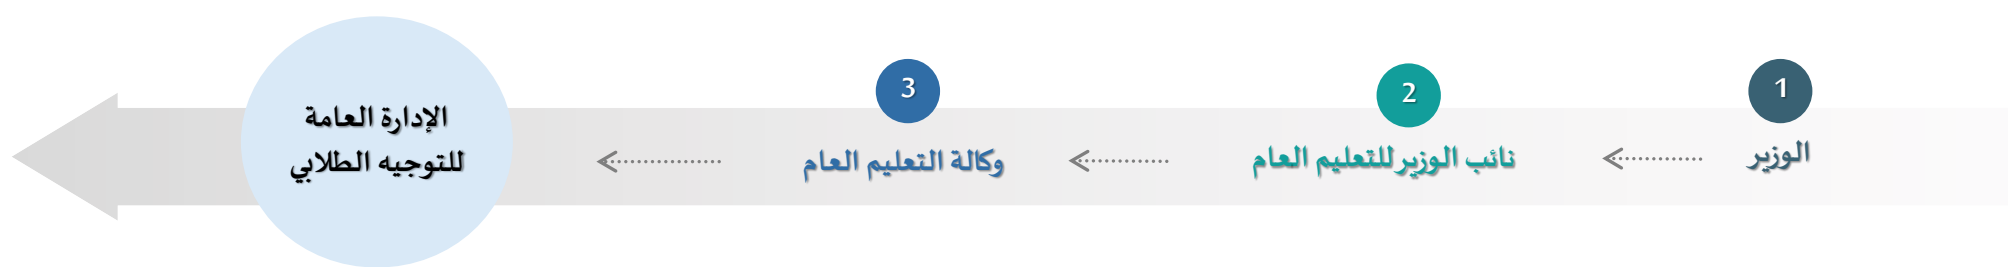 1
الوزير
2
نائب الوزير للتعليم العام
3
وكالة التعليم العام
الإدارة العامة
للتوجيه الطلابي